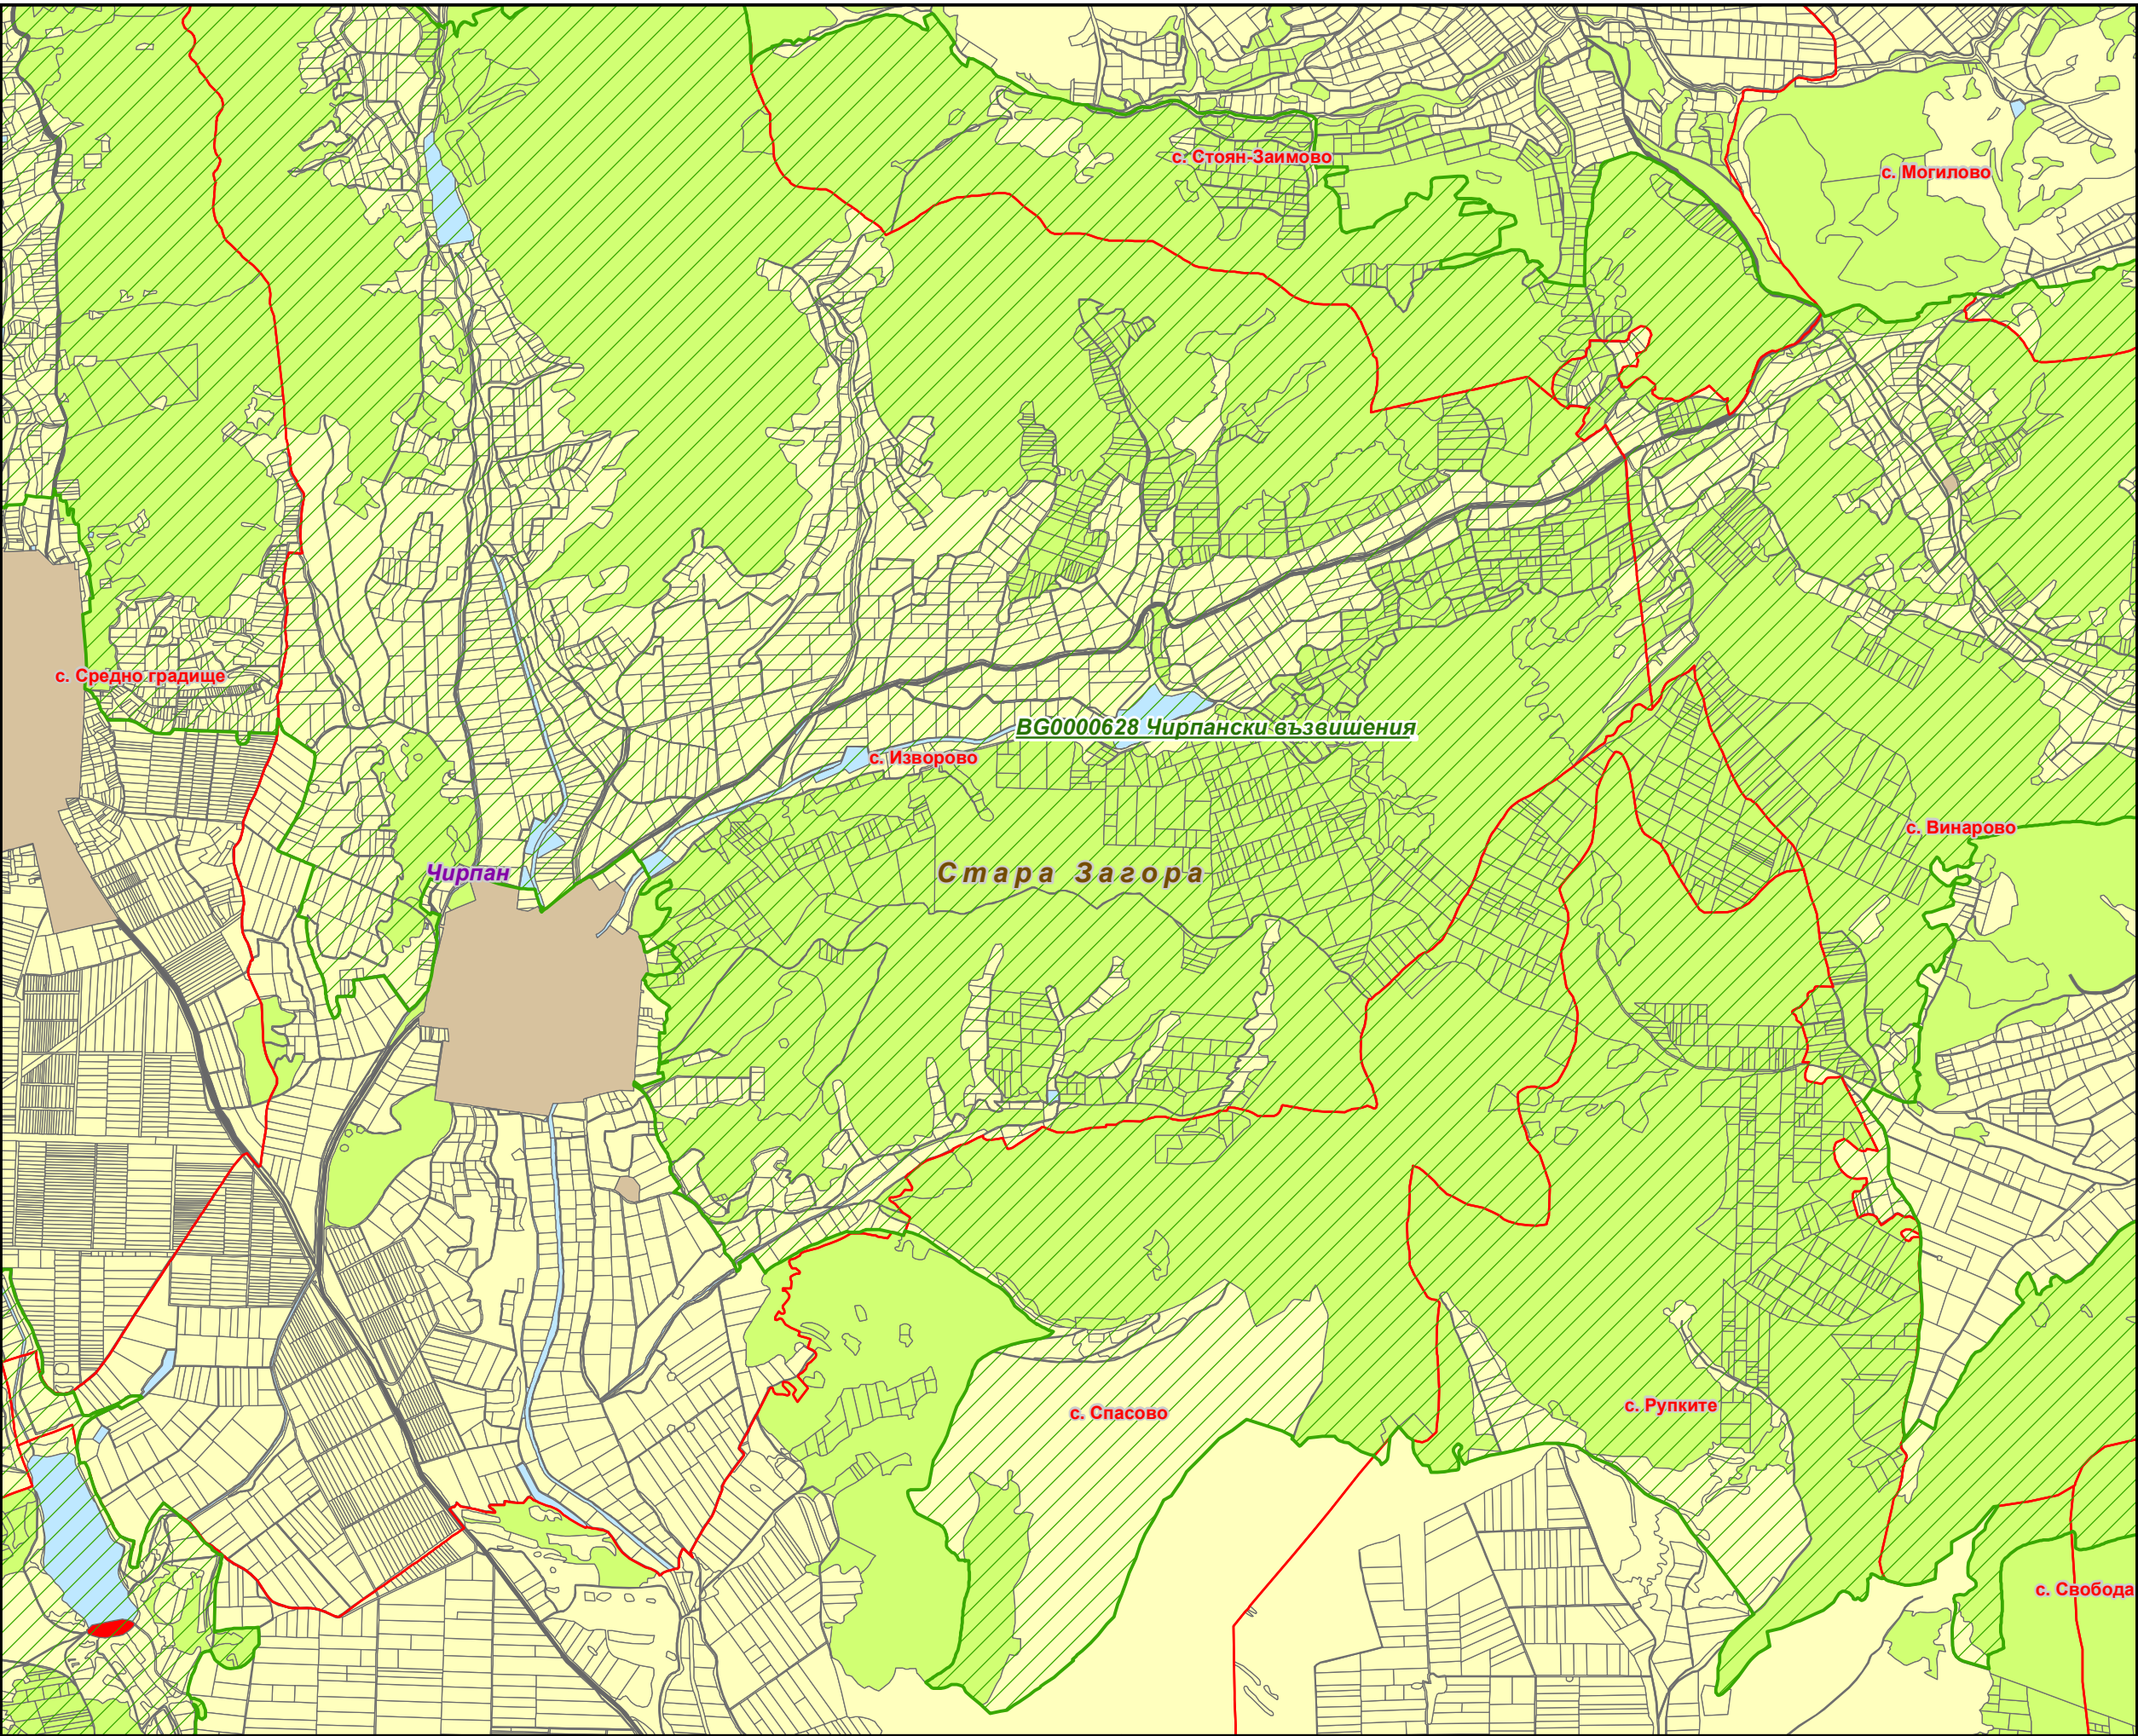 с. Стоян-Заимово
с. Могилово
с. Средно градище
BG0000628 Чирпански възвишения
с. Изворово
с. Винарово
Чирпан
Стара Загора
с. Рупките
с. Спасово
с. Свобода